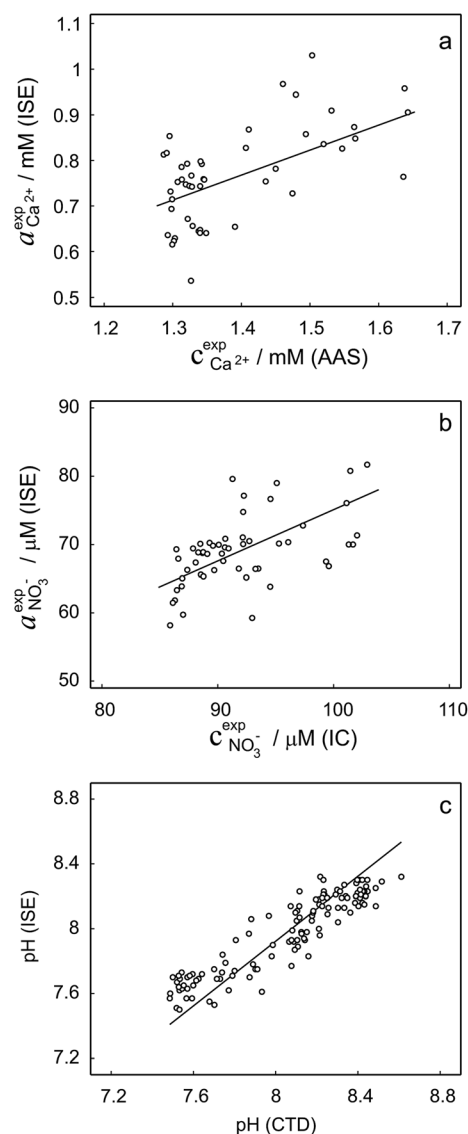 a
1.1
1
0.9
0.8
0.7
0.6
0.5
a^exp_Ca2+ / mM (ISE)
1.2 1.3 1.4 1.5 1.6 1.7
c^exp_Ca2+ / mM (AAS)
b
90
80
70
60
50
a^exp_NO3- / μM (ISE)
80 90 100 110
c^exp_NO3- / μM (IC)
c
8.8
8.4
8
7.6
7.2
pH (ISE)
7.2 7.6 8 8.4 8.8
pH (CTD)